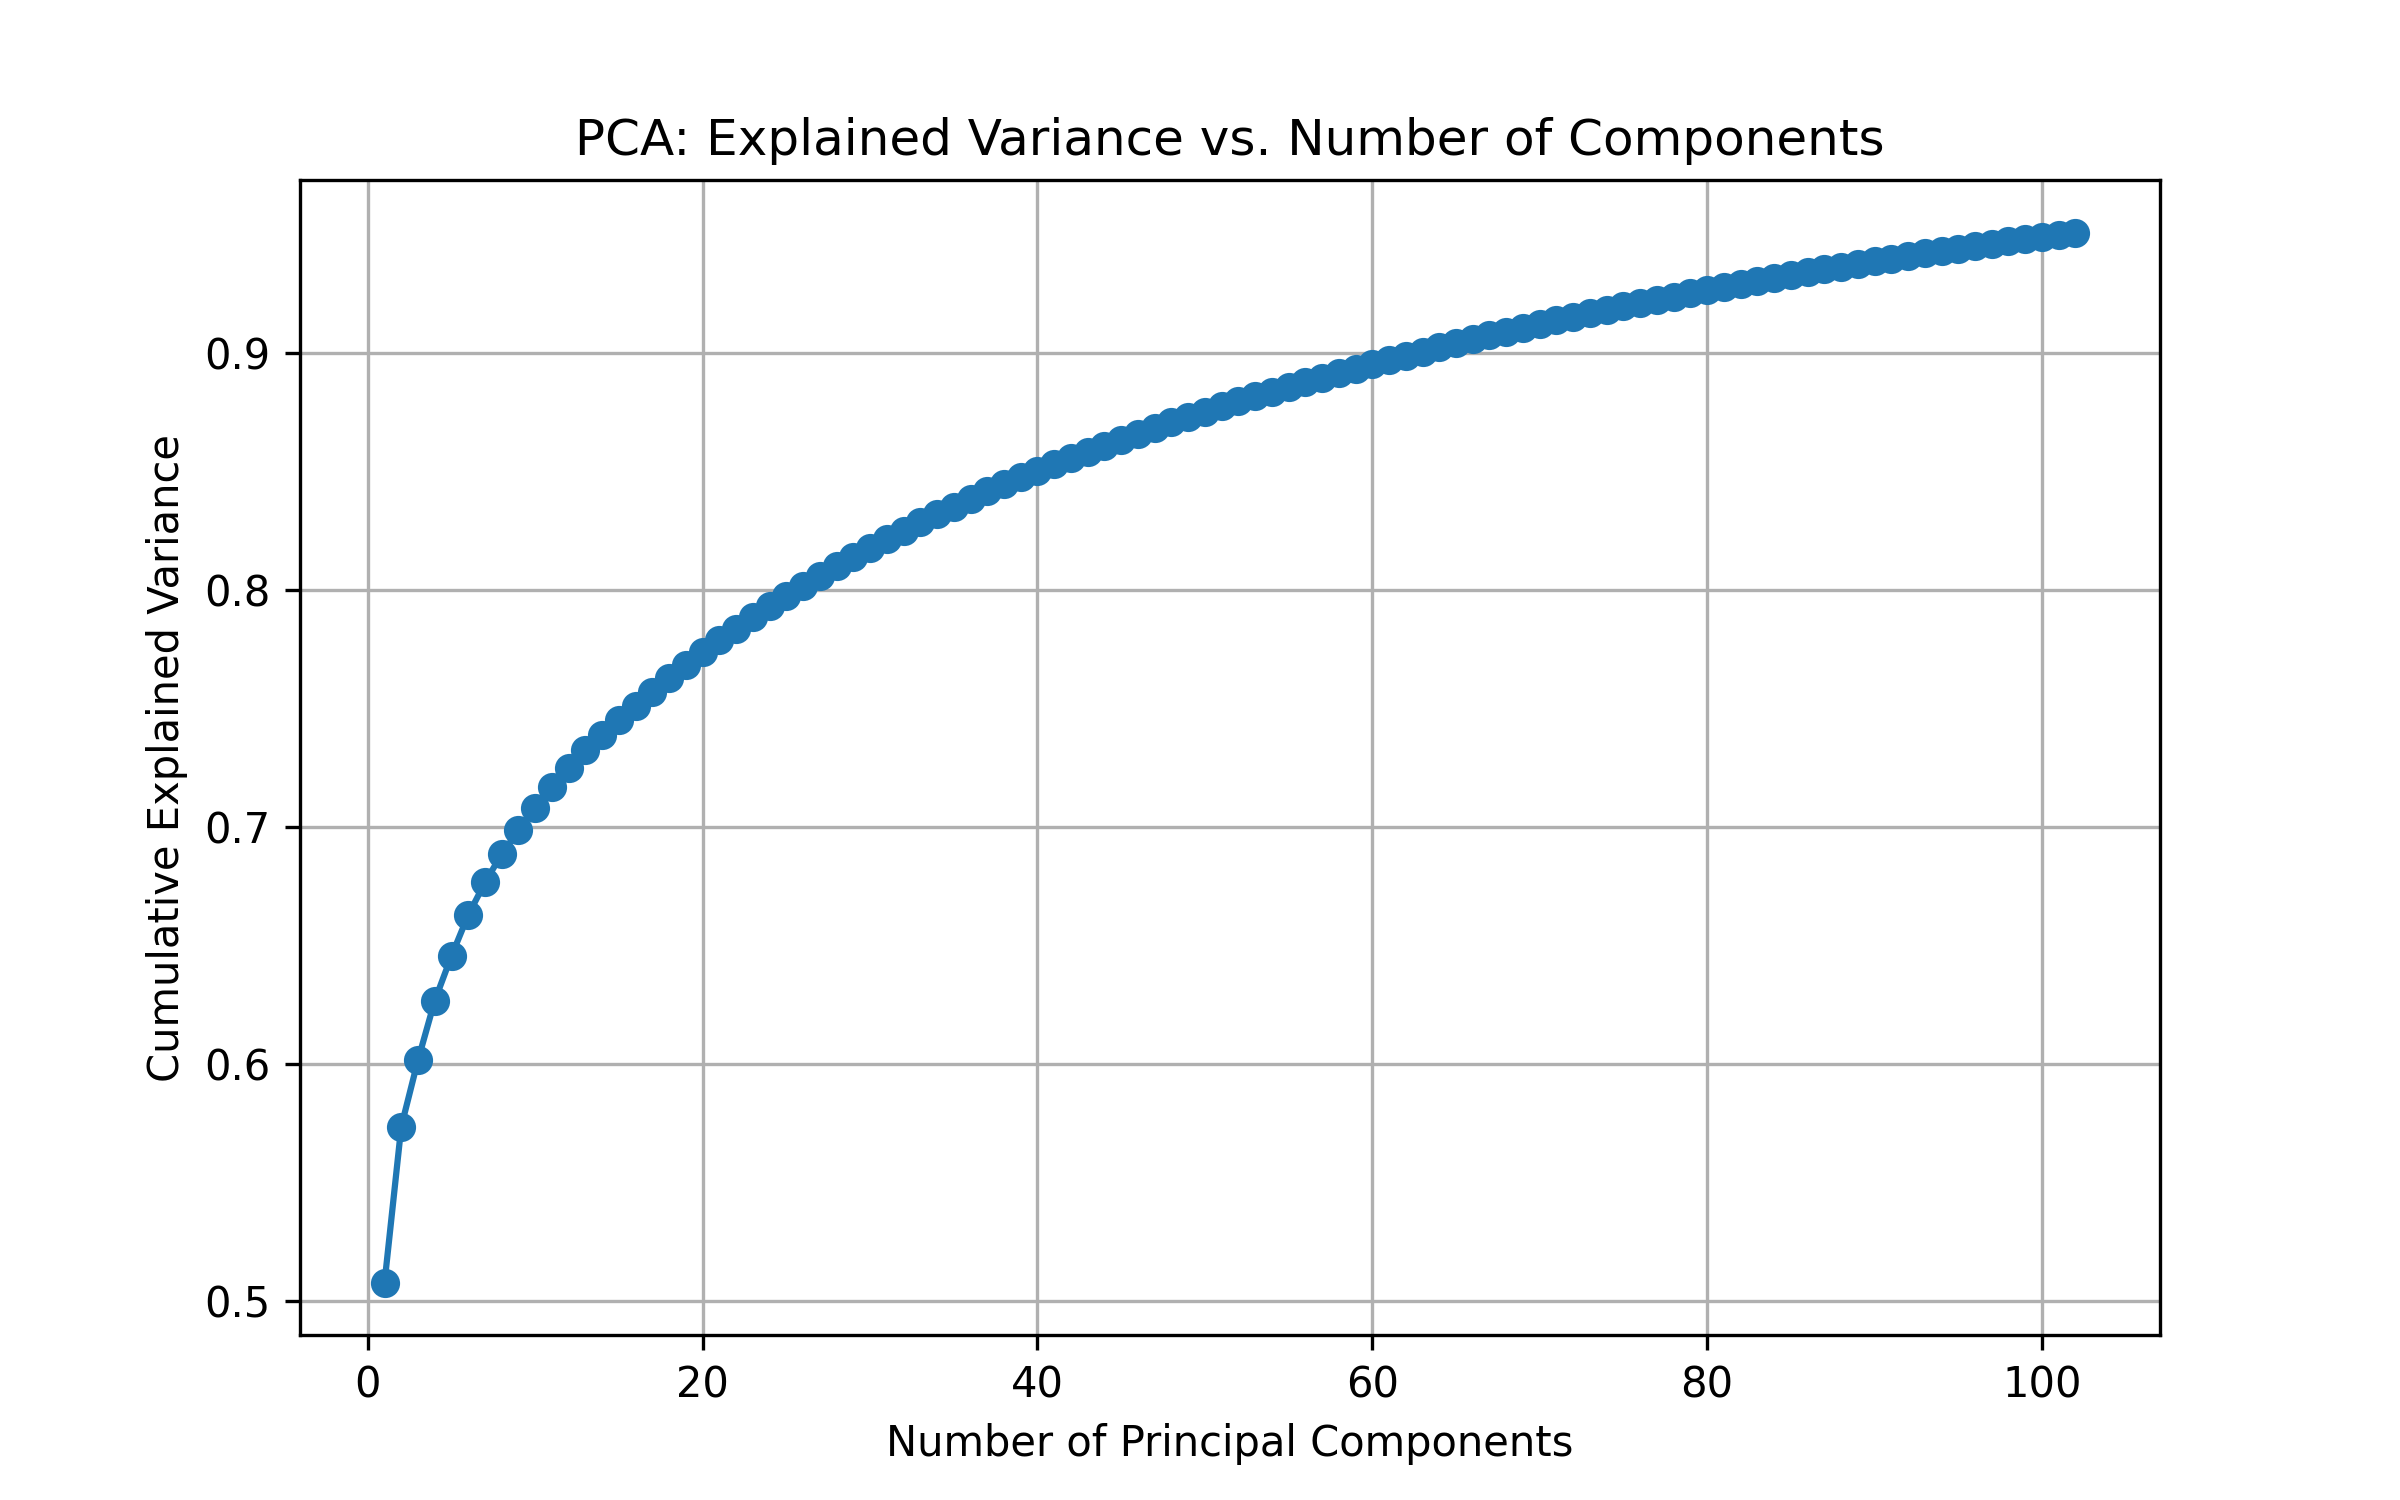 PCA: Explained Variance vs. Number of Components
Cumulative Explained Variance
0.9
0.8
0.7
0.6
0.5
0 20 40 60 80 100
Number of Principal Components